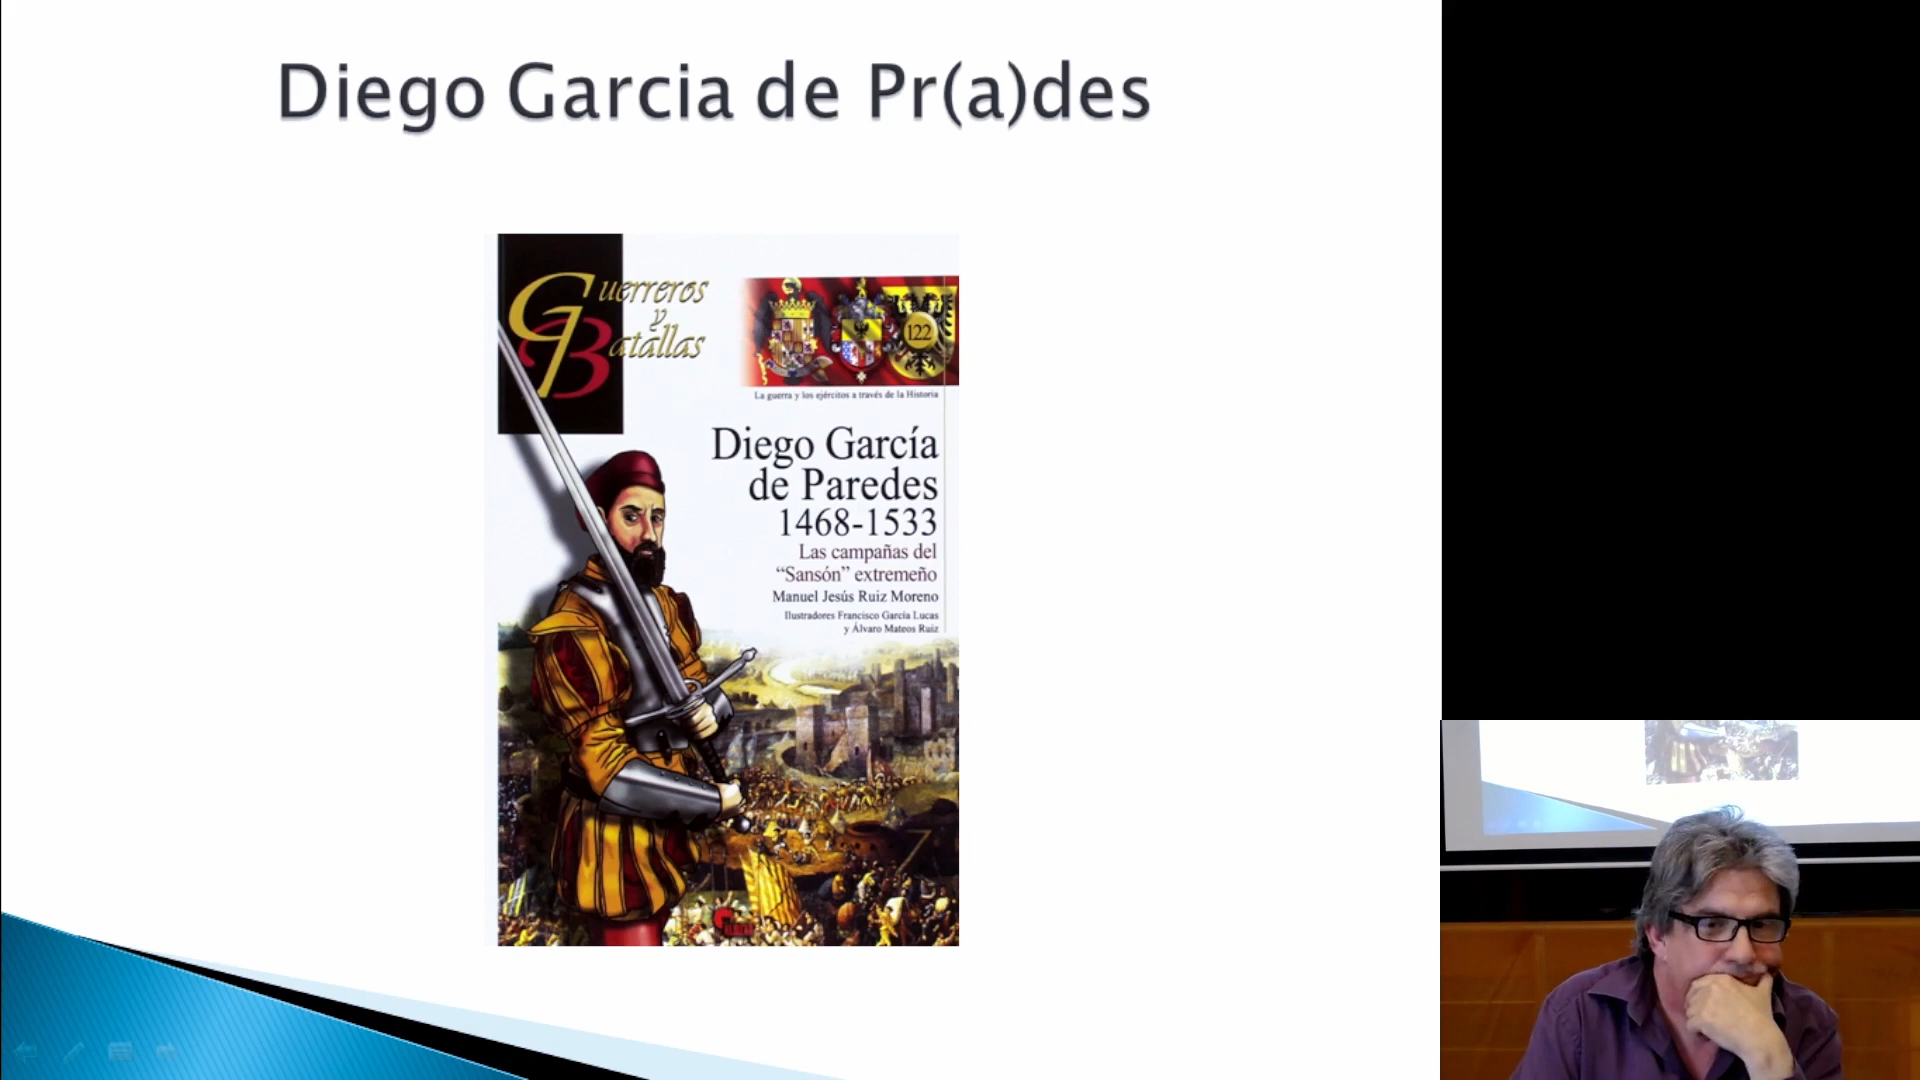 Diego Garcia de Pr(a)des
Guerreros
y
Batallas
122
La guerra y los ejércitos a través de la Historia
Diego García
de Paredes
1468-1533
Las campañas del
“Sansón” extremeño
Manuel Jesús Ruiz Moreno
Ilustradores Francisco García Lucas
y Álvaro Mateos Ruiz